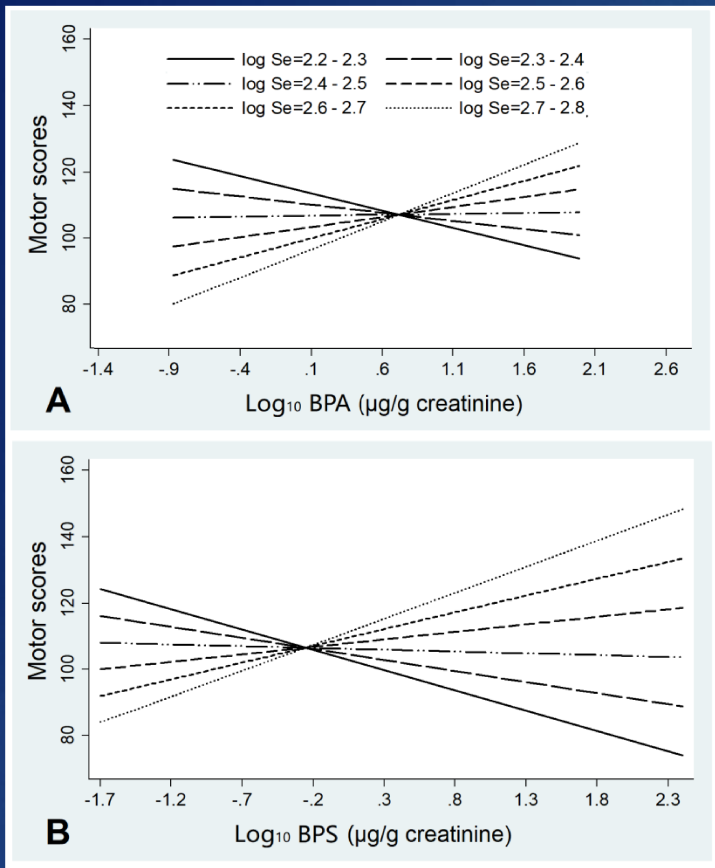 160
140
120
100
80
Motor scores
log Se=2.2 - 2.3 log Se=2.3 - 2.4
log Se=2.4 - 2.5 log Se=2.5 - 2.6
log Se=2.6 - 2.7 log Se=2.7 - 2.8
-1.4 -.9 -.4 .1 .6 1.1 1.6 2.1 2.6
A
Log₁₀ BPA (µg/g creatinine)
160
140
120
100
80
Motor scores
-1.7 -1.2 -.7 -.2 .3 .8 1.3 1.8 2.3
B
Log₁₀ BPS (µg/g creatinine)